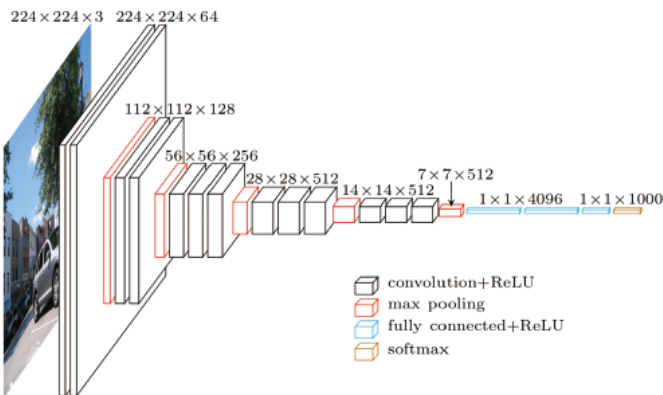 224×224×3
224×224×64
112×112×128
56×56×256
28×28×512
14×14×512
7×7×512
1×1×4096
1×1×1000
convolution+ReLU
max pooling
fully connected+ReLU
softmax